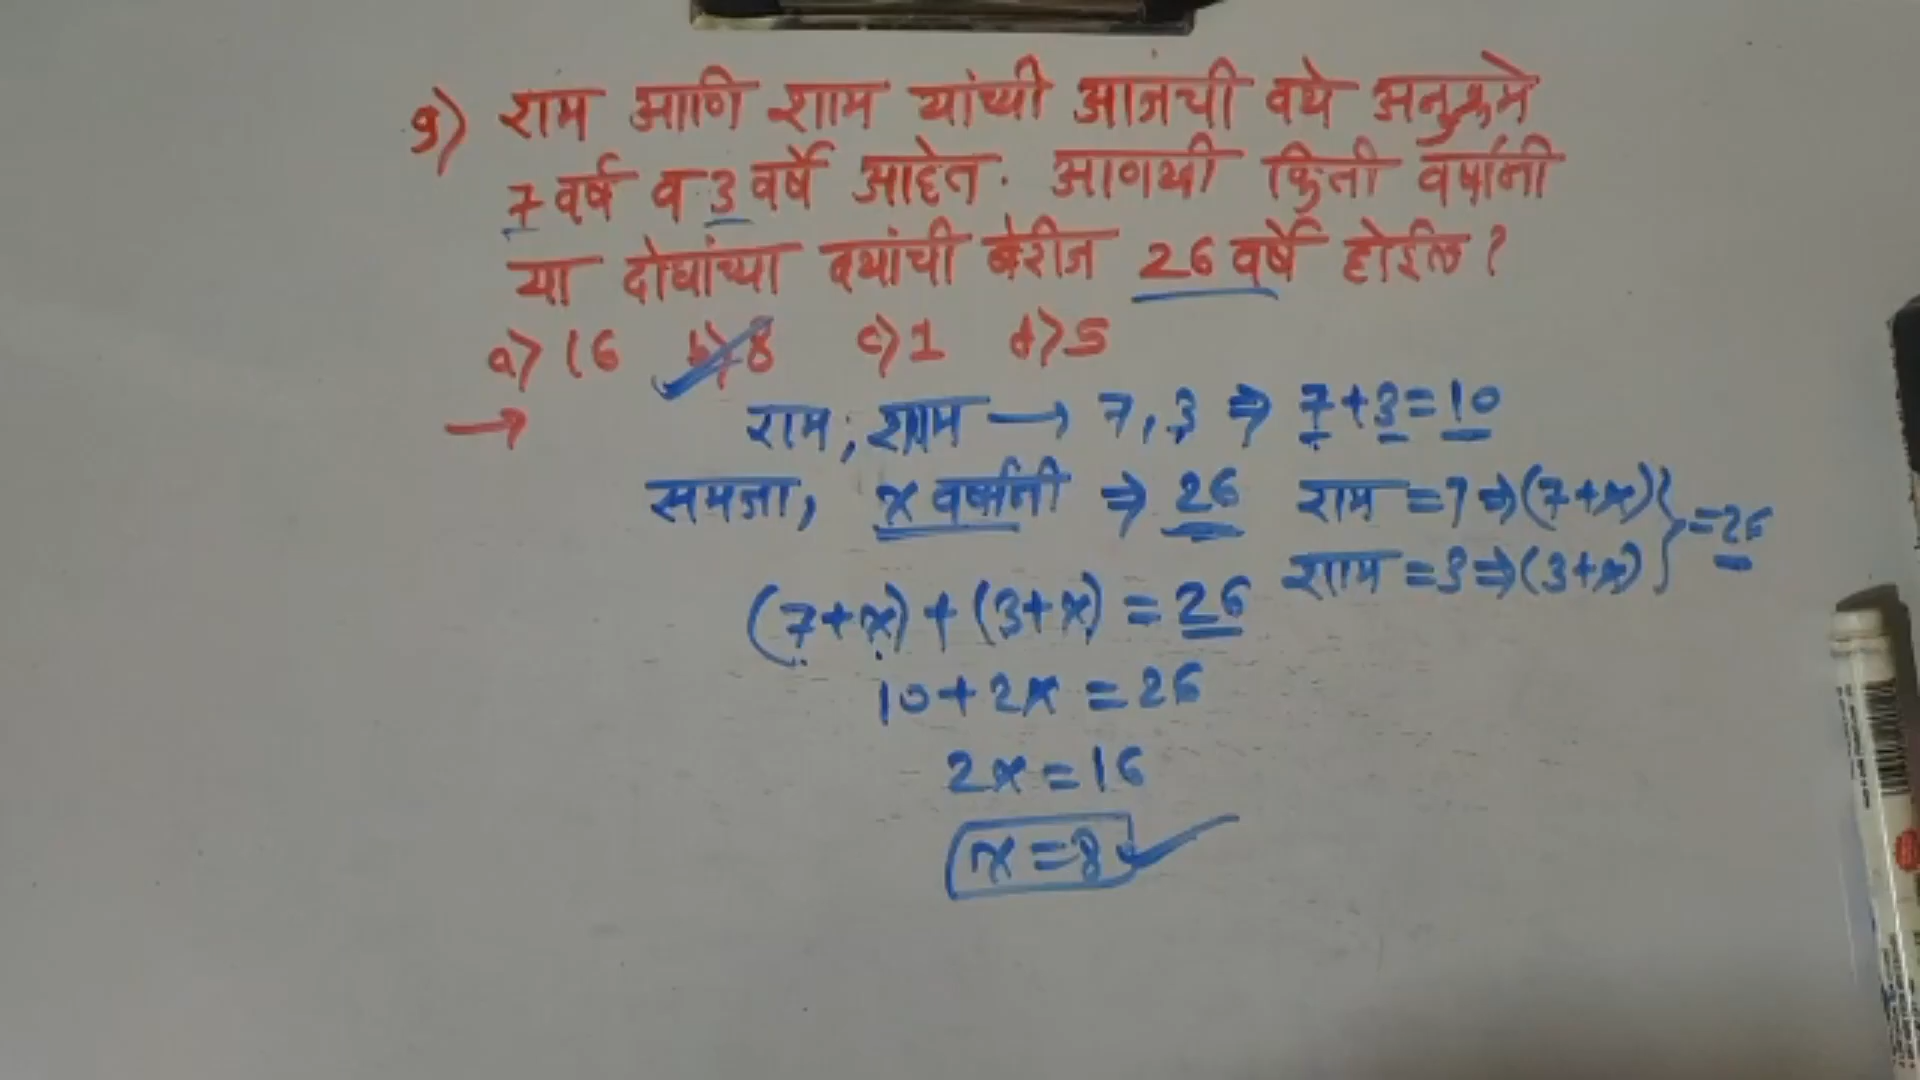 १) राम आणि शाम यांची आजची वये अनुक्रमे
7 वर्ष व 3 वर्षे आहेत. आणखी किती वर्षांनी
या दोघांच्या वयांची बेरीज 26 वर्षे होईल?
a) 16 b) 8 c) 1 d) 5
→ राम, शाम → 7, 3 ⇒ 7+3=10
समजा, x वर्षांनी ⇒ 26 राम =7⇒(7+x)
शाम =3⇒(3+x) } =26
(7+x)+(3+x) = 26
10+2x = 26
2x = 16
x = 8